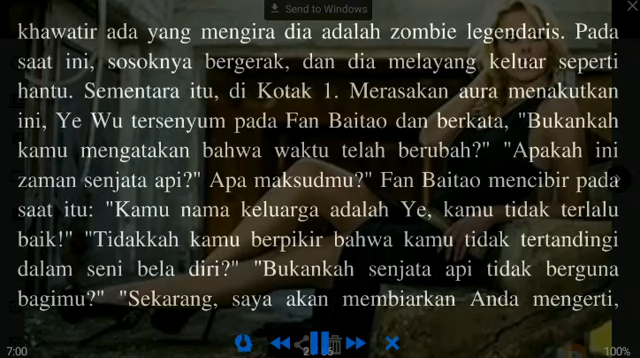 Send to Windows
khawatir ada yang mengira dia adalah zombie legendaris. Pada
saat ini, sosoknya bergerak, dan dia melayang keluar seperti
hantu. Sementara itu, di Kotak 1. Merasakan aura menakutkan
ini, Ye Wu tersenyum pada Fan Baitao dan berkata, "Bukankah
kamu mengatakan bahwa waktu telah berubah?" "Apakah ini
zaman senjata api?" Apa maksudmu?" Fan Baitao mencibir pada
saat itu: "Kamu nama keluarga adalah Ye, kamu tidak terlalu
baik!" "Tidakkah kamu berpikir bahwa kamu tidak tertandingi
dalam seni bela diri?" "Bukankah senjata api tidak berguna
bagimu?" "Sekarang, saya akan membiarkan Anda mengerti,
7:00 100%